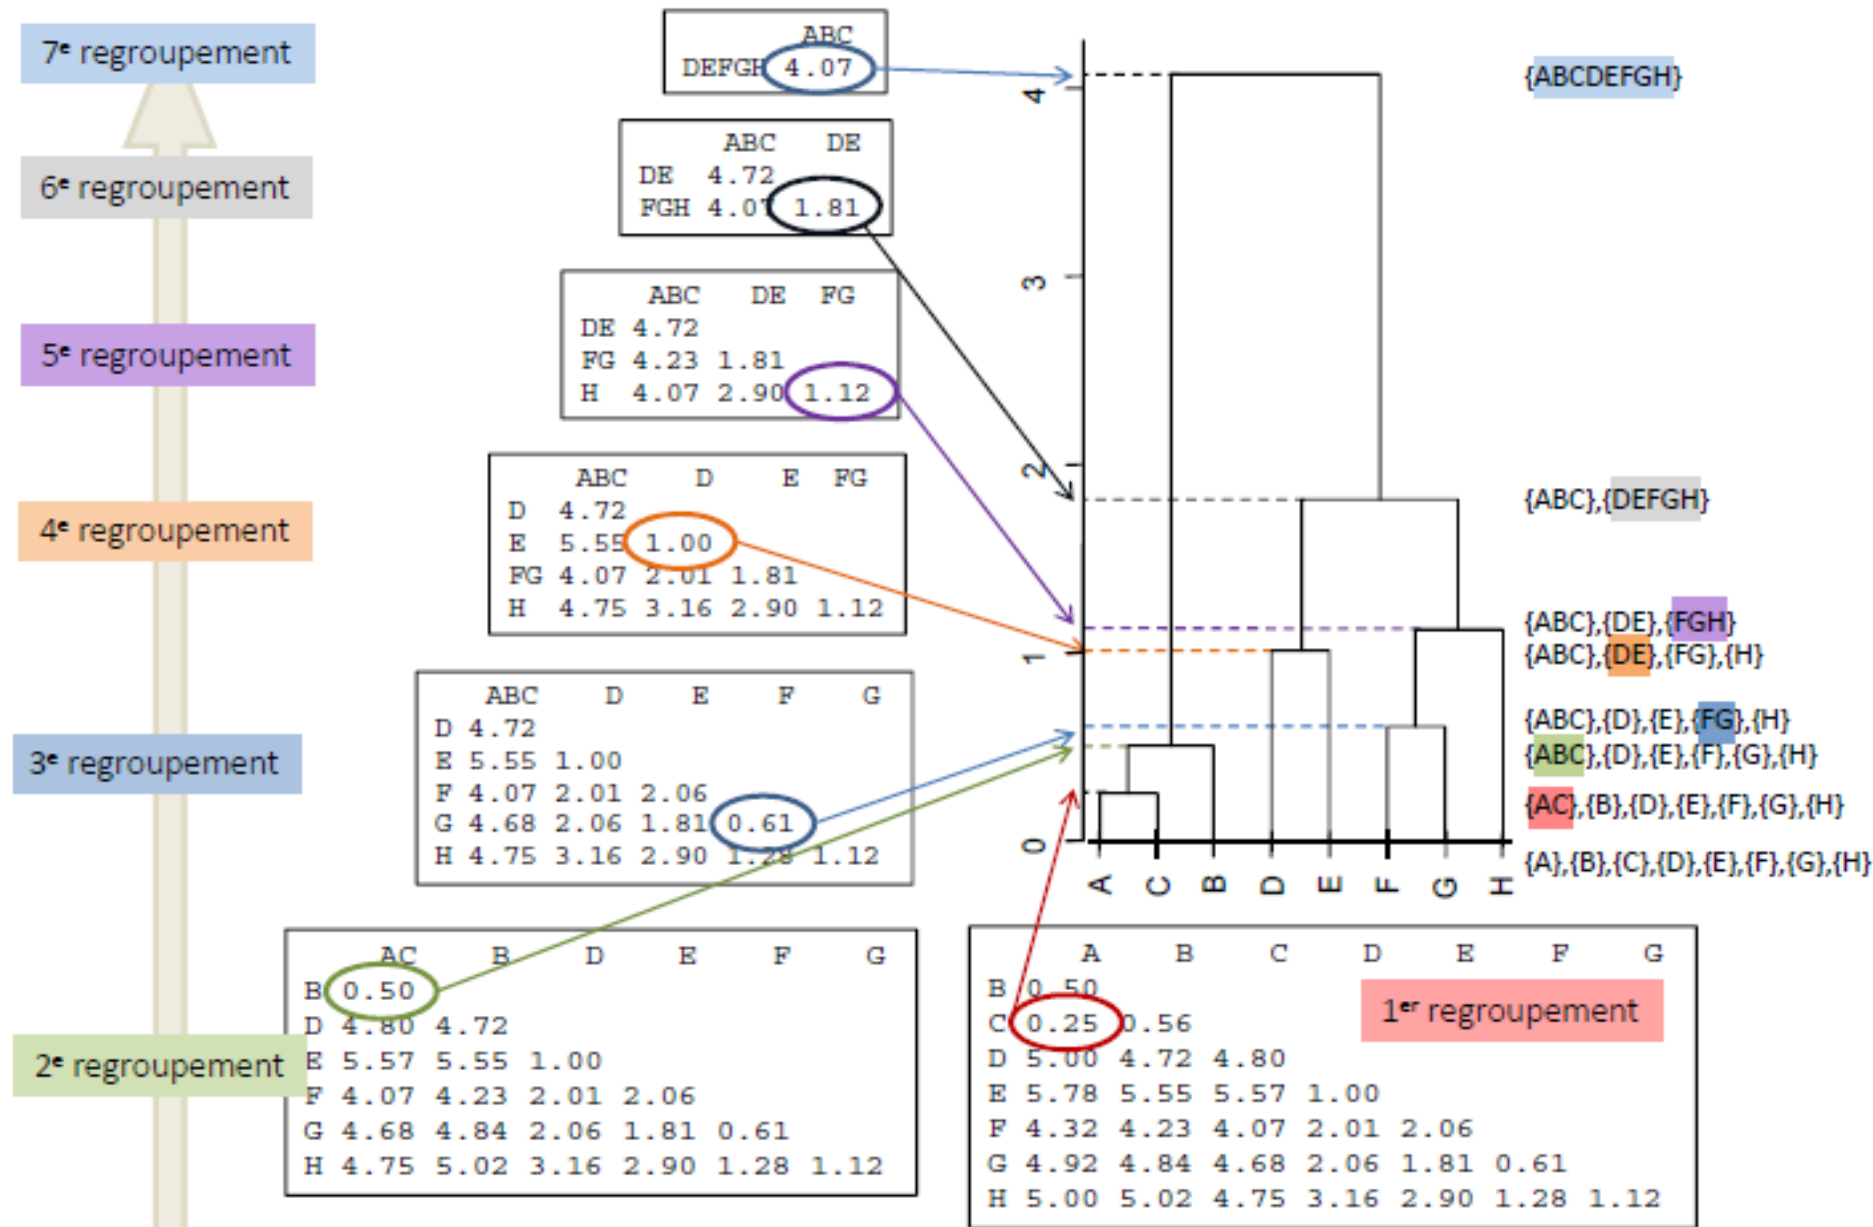 7e regroupement
6e regroupement
5e regroupement
4e regroupement
3e regroupement
2e regroupement
ABC
DEFGH 4.07
ABC DE
DE 4.72
FGH 4.07 1.81
ABC DE FG
DE 4.72
FG 4.23 1.81
H 4.07 2.90 1.12
ABC D E FG
D 4.72
E 5.55 1.00
FG 4.07 2.01 1.81
H 4.75 3.16 2.90 1.12
ABC D E F G
D 4.72
E 5.55 1.00
F 4.07 2.01 2.06
G 4.68 2.06 1.81 0.61
H 4.75 3.16 2.90 1.28 1.12
AC B D E F G
B 0.50
D 4.80 4.72
E 5.57 5.55 1.00
F 4.07 4.23 2.01 2.06
G 4.68 4.84 2.06 1.81 0.61
H 4.75 5.02 3.16 2.90 1.28 1.12
4
3
2
1
0
A C B D E F G H
{ABCDEFGH}
{ABC},{DEFGH}
{ABC},{DE},{FGH}
{ABC},{DE},{FG},{H}
{ABC},{D},{E},{FG},{H}
{ABC},{D},{E},{F},{G},{H}
{AC},{B},{D},{E},{F},{G},{H}
{A},{B},{C},{D},{E},{F},{G},{H}
A B C D E F G
B 0.50
C 0.25 0.56
D 5.00 4.72 4.80
E 5.78 5.55 5.57 1.00
F 4.32 4.23 4.07 2.01 2.06
G 4.92 4.84 4.68 2.06 1.81 0.61
H 5.00 5.02 4.75 3.16 2.90 1.28 1.12
1er regroupement